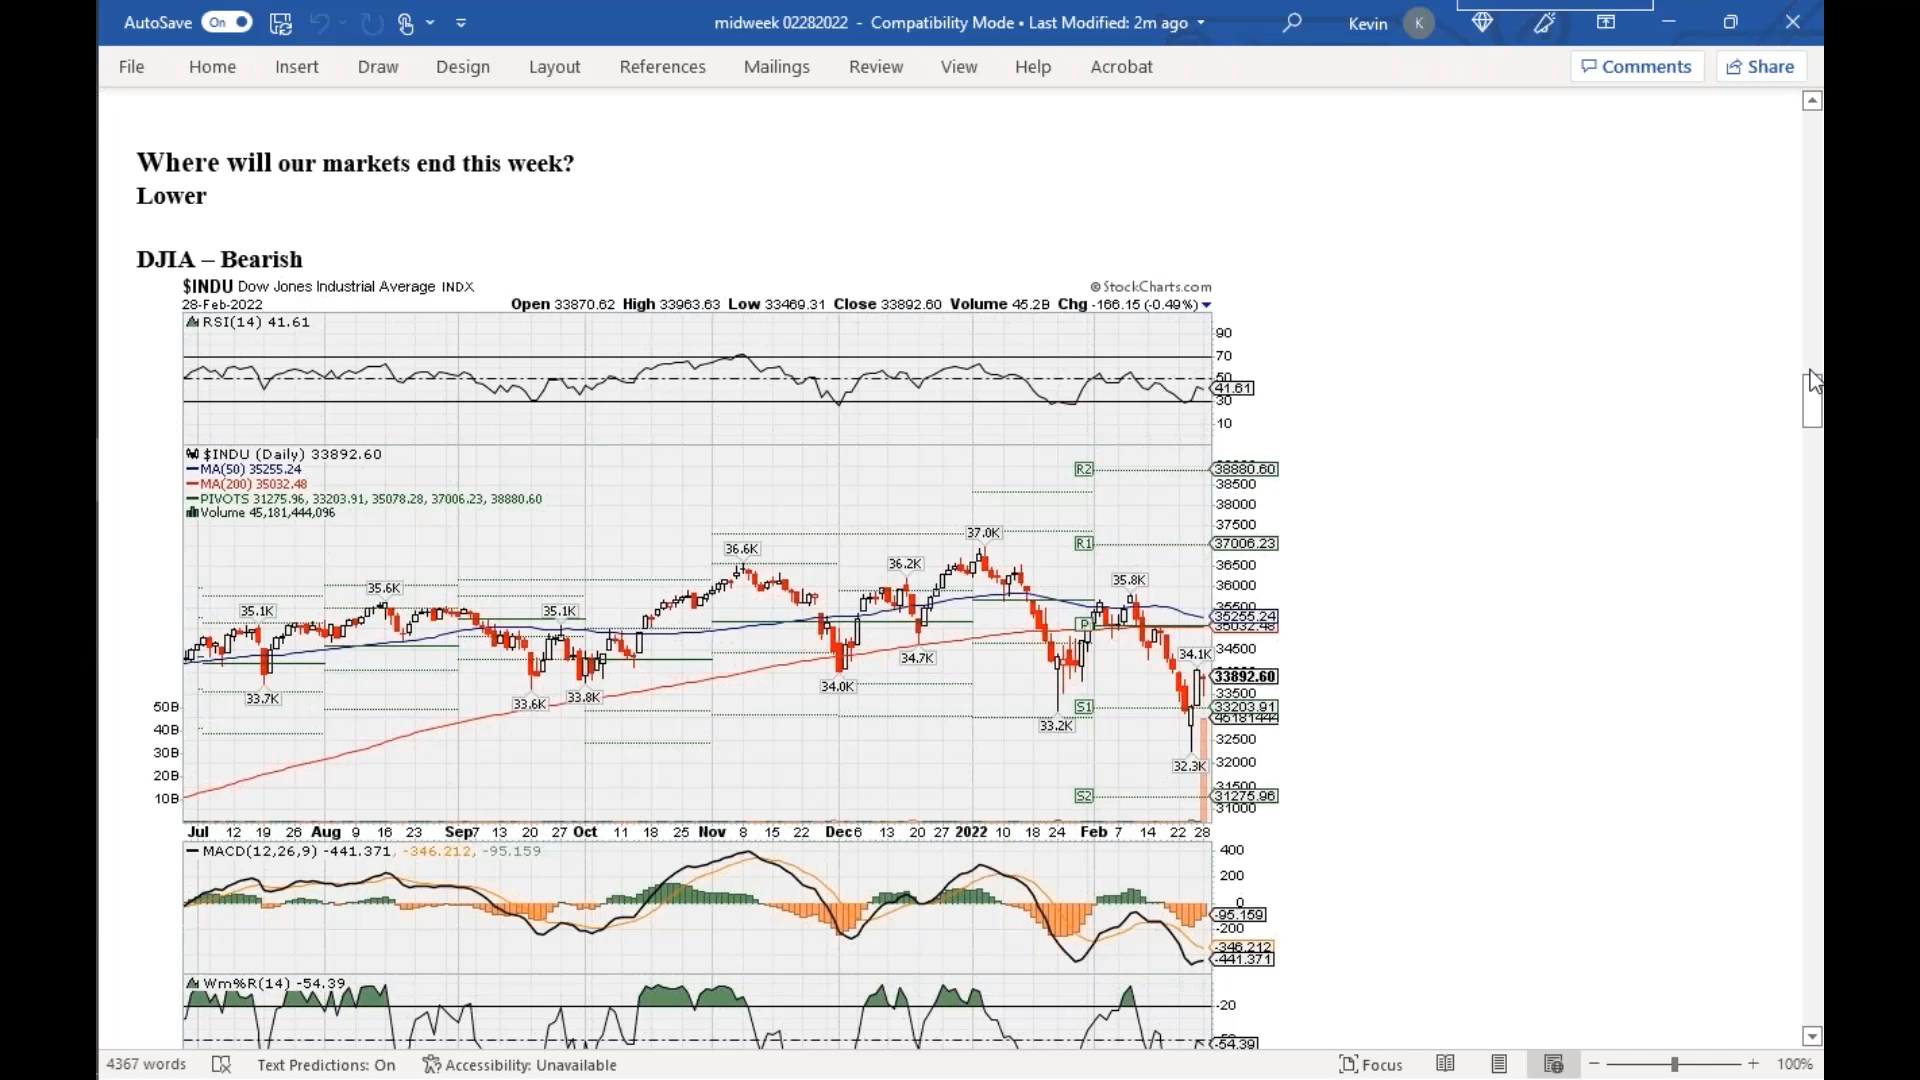 AutoSave On midweek 02282022 - Compatibility Mode • Last Modified: 2m ago Kevin K
File Home Insert Draw Design Layout References Mailings Review View Help Acrobat Comments Share
Where will our markets end this week?
Lower
DJIA – Bearish
$INDU Dow Jones Industrial Average INDX © StockCharts.com
28-Feb-2022 Open 33870.62 High 33963.63 Low 33469.31 Close 33892.60 Volume 45.2B Chg -166.15 (-0.49%)
RSI(14) 41.61
90
70
50
41.61
30
10
$INDU (Daily) 33892.60
MA(50) 35255.24
MA(200) 35032.48
PIVOTS 31275.96, 33203.91, 35078.28, 37006.23, 38880.60
Volume 45,181,444,096
R2 38880.60
38500
38000
37500
37.0K
R1 37006.23
36.6K
36.2K 36500
35.6K 35.8K 36000
35.1K 35.1K 35500
35255.24
P 35032.48
34.7K 34.1K 34500
34.0K 33892.60
33.7K 33.6K 33.8K 33500
50B S1 33203.91
45181444
40B 33.2K 32500
30B 32.3K 32000
20B 31500
10B S2 31275.96
31000
Jul 12 19 26 Aug 9 16 23 Sep 7 13 20 27 Oct 11 18 25 Nov 8 15 22 Dec 6 13 20 27 2022 10 18 24 Feb 7 14 22 28
MACD(12,26,9) -441.371, -346.212, -95.159
400
200
0
-95.159
-200
-346.212
-441.371
Wm%R(14) -54.39
-20
-54.39
4367 words Text Predictions: On Accessibility: Unavailable Focus 100%